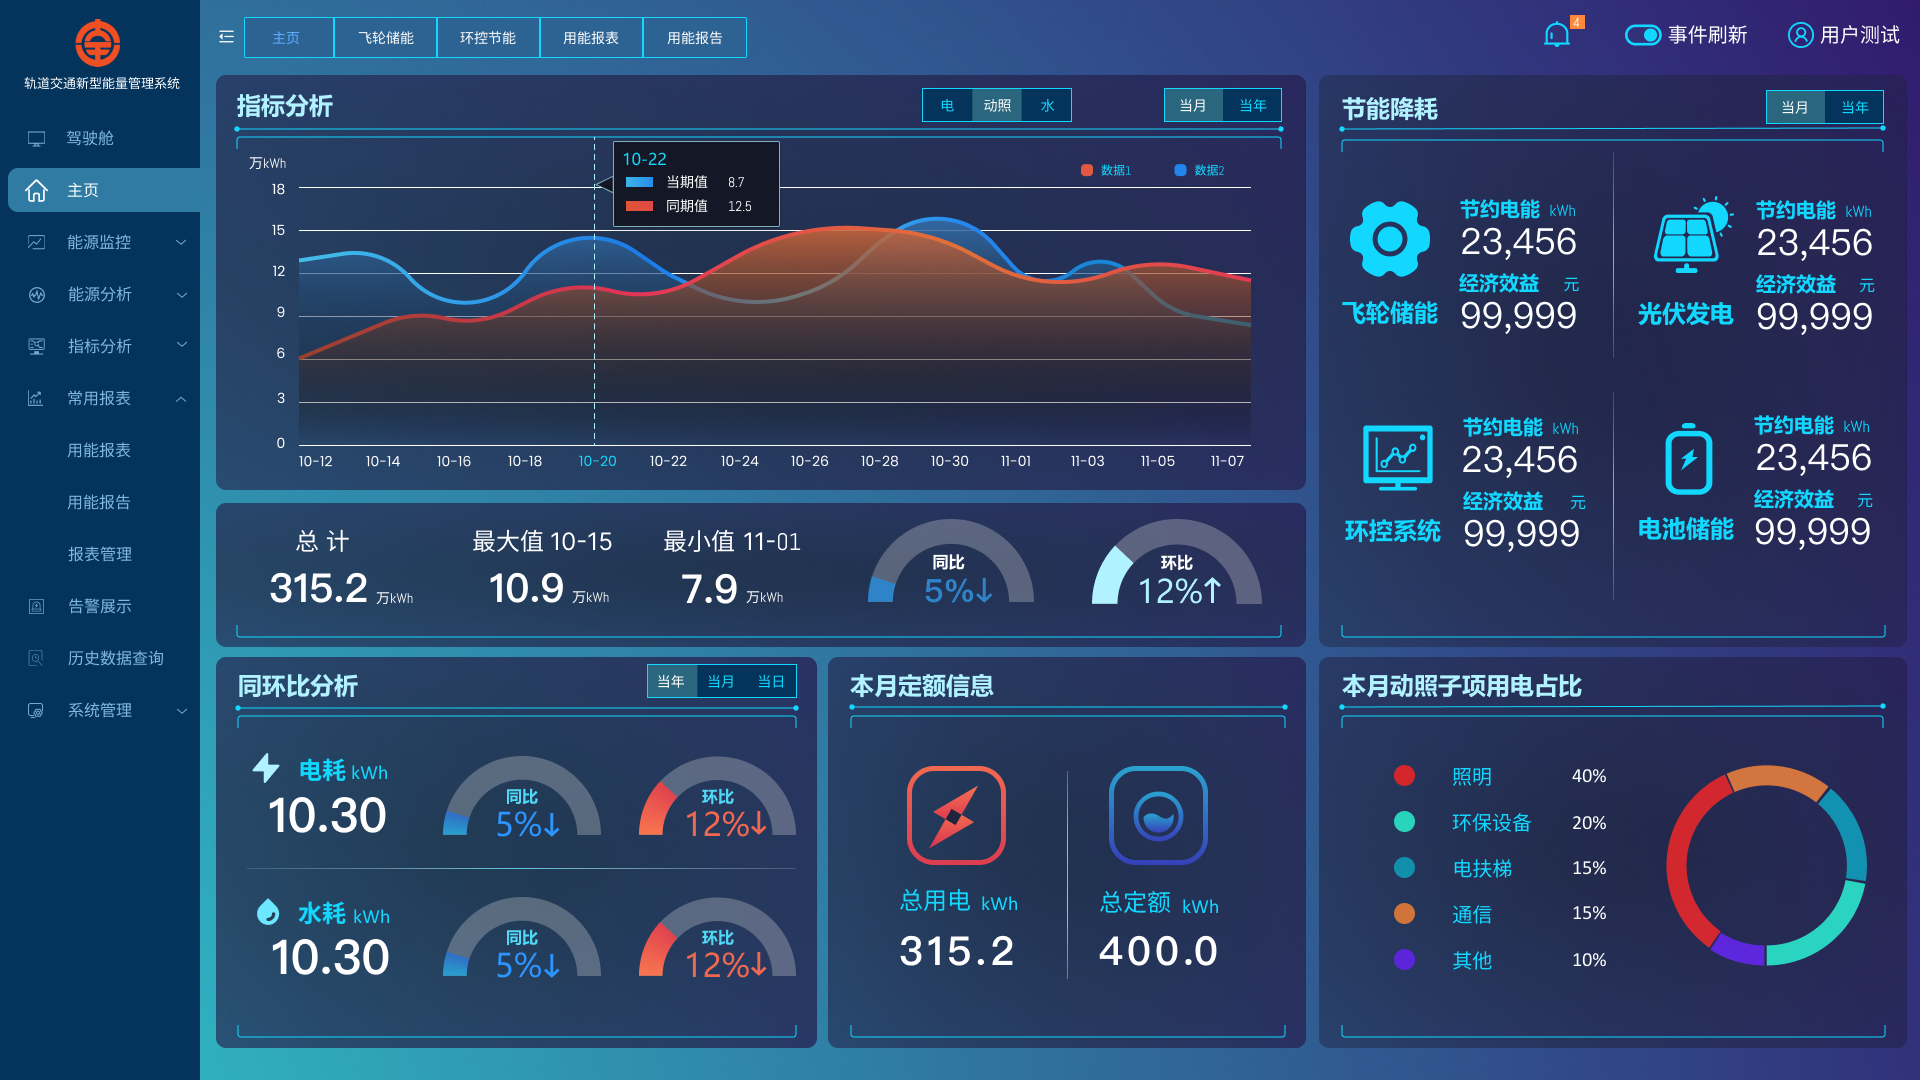 轨道交通新型能量管理系统
驾驶舱
主页
能源监控
能源分析
指标分析
常用报表
用能报表
用能报告
报表管理
告警展示
历史数据查询
系统管理
主页 飞轮储能 环控节能 用能报表 用能报告
4
事件刷新
用户测试
指标分析
电 动照 水
当月 当年
万kWh
18
15
12
9
6
3
0
10-22
当期值 8.7
同期值 12.5
数据1
数据2
10-12 10-14 10-16 10-18 10-20 10-22 10-24 10-26 10-28 10-30 11-01 11-03 11-05 11-07
总 计
315.2 万kWh
最大值 10-15
10.9 万kWh
最小值 11-01
7.9 万kWh
同比
5%↓
环比
12%↑
节能降耗
当月 当年
飞轮储能
节约电能 kWh
23,456
经济效益 元
99,999
光伏发电
节约电能 kWh
23,456
经济效益 元
99,999
环控系统
节约电能 kWh
23,456
经济效益 元
99,999
电池储能
节约电能 kWh
23,456
经济效益 元
99,999
同环比分析
当年 当月 当日
电耗 kWh
10.30
同比
5%↓
环比
12%↓
水耗 kWh
10.30
同比
5%↓
环比
12%↓
本月定额信息
总用电 kWh
315.2
总定额 kWh
400.0
本月动照子项用电占比
照明 40%
环保设备 20%
电扶梯 15%
通信 15%
其他 10%